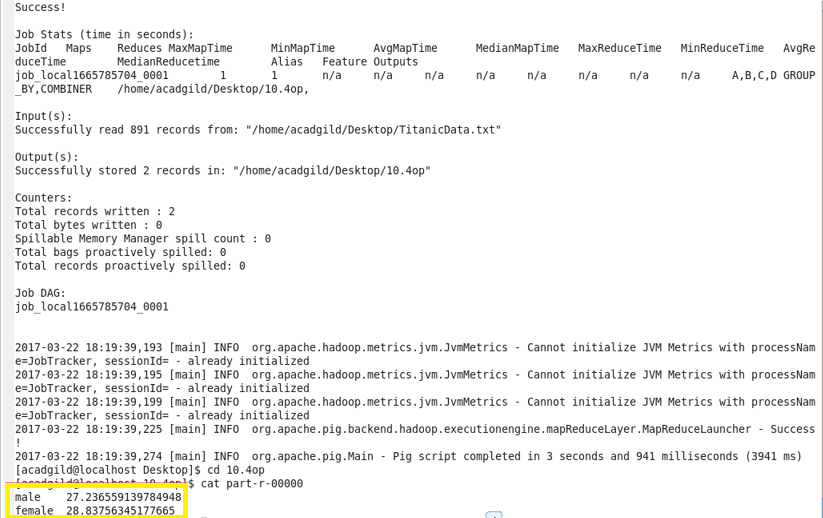 Success!
Job Stats (time in seconds):
JobId   Maps    Reduces MaxMapTime      MinMapTime      AvgMapTime      MedianMapTime   MaxReduceTime   MinReduceTime   AvgRe
duceTime        MedianReducetime        Alias   Feature Outputs
job_local1665785704_0001        1       1       n/a     n/a     n/a     n/a     n/a     n/a     n/a     n/a     A,B,C,D GROUP
_BY,COMBINER    /home/acadgild/Desktop/10.4op,
Input(s):
Successfully read 891 records from: "/home/acadgild/Desktop/TitanicData.txt"
Output(s):
Successfully stored 2 records in: "/home/acadgild/Desktop/10.4op"
Counters:
Total records written : 2
Total bytes written : 0
Spillable Memory Manager spill count : 0
Total bags proactively spilled: 0
Total records proactively spilled: 0
Job DAG:
job_local1665785704_0001
2017-03-22 18:19:39,193 [main] INFO  org.apache.hadoop.metrics.jvm.JvmMetrics - Cannot initialize JVM Metrics with processNam
e=JobTracker, sessionId= - already initialized
2017-03-22 18:19:39,195 [main] INFO  org.apache.hadoop.metrics.jvm.JvmMetrics - Cannot initialize JVM Metrics with processNam
e=JobTracker, sessionId= - already initialized
2017-03-22 18:19:39,199 [main] INFO  org.apache.hadoop.metrics.jvm.JvmMetrics - Cannot initialize JVM Metrics with processNam
e=JobTracker, sessionId= - already initialized
2017-03-22 18:19:39,225 [main] INFO  org.apache.pig.backend.hadoop.executionengine.mapReduceLayer.MapReduceLauncher - Success
!
2017-03-22 18:19:39,274 [main] INFO  org.apache.pig.Main - Pig script completed in 3 seconds and 941 milliseconds (3941 ms)
[acadgild@localhost Desktop]$ cd 10.4op
[acadgild@localhost 10.4op]$ cat part-r-00000
male    27.236559139784948
female  28.83756345177665